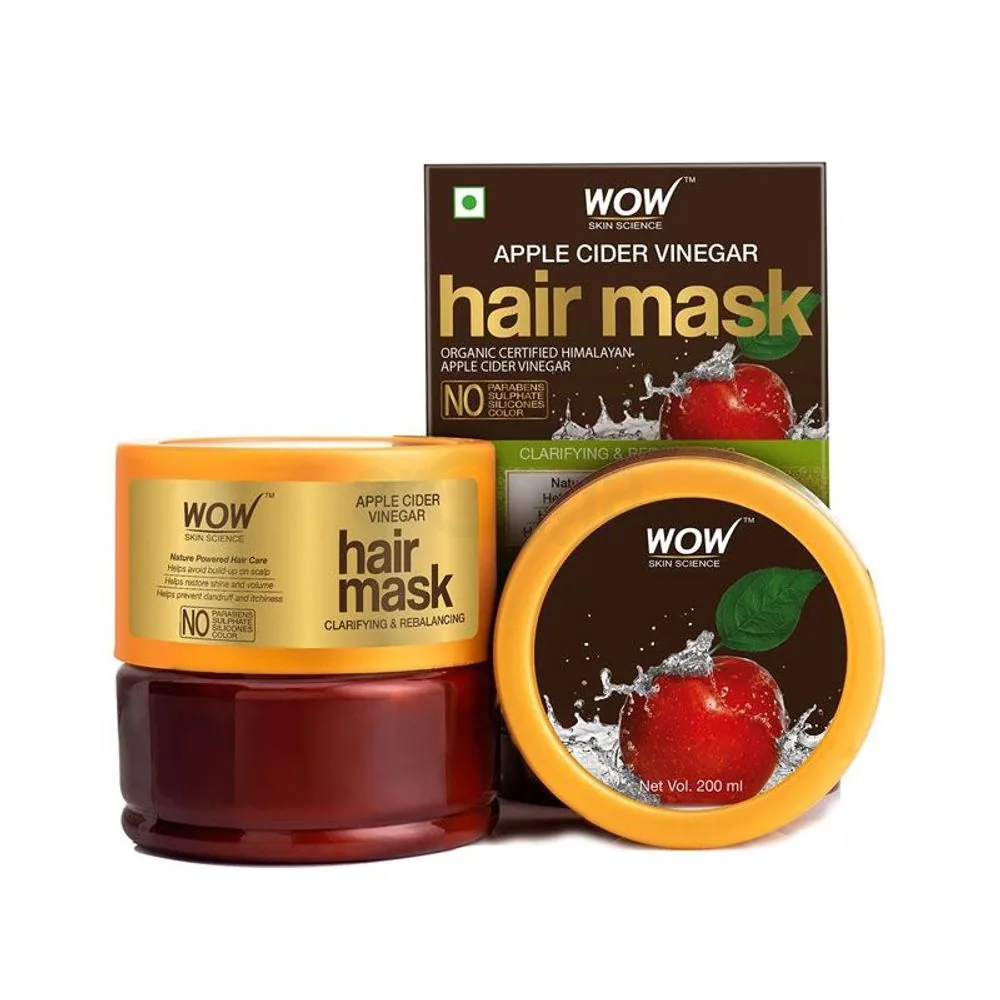 WOW™
SKIN SCIENCE
APPLE CIDER VINEGAR
hair mask
ORGANIC CERTIFIED HIMALAYAN
APPLE CIDER VINEGAR
NO PARABENS
SULPHATE
SILICONES
COLOR
CLARIFYING &
WOW™
SKIN SCIENCE
Nature Powered Hair Care
Helps avoid build-up on scalp
Helps restore shine and volume
Helps prevent dandruff and itchiness
NO PARABENS
SULPHATE
SILICONES
COLOR
APPLE CIDER
VINEGAR
hair
mask
CLARIFYING & REBALANCING
WOW™
SKIN SCIENCE
Net Vol. 200 ml